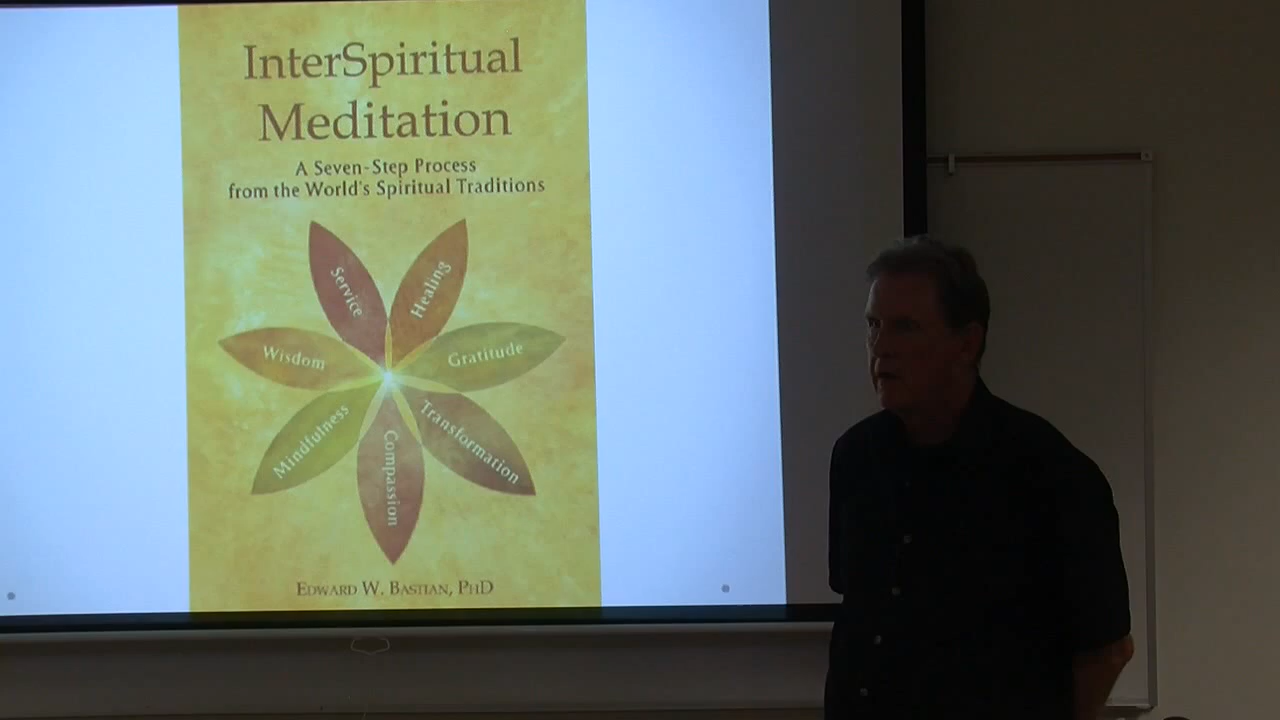 InterSpiritual
Meditation
A Seven-Step Process
from the World's Spiritual Traditions
Service
Healing
Wisdom
Gratitude
Mindfulness
Transformation
Compassion
Edward W. Bastian, PhD